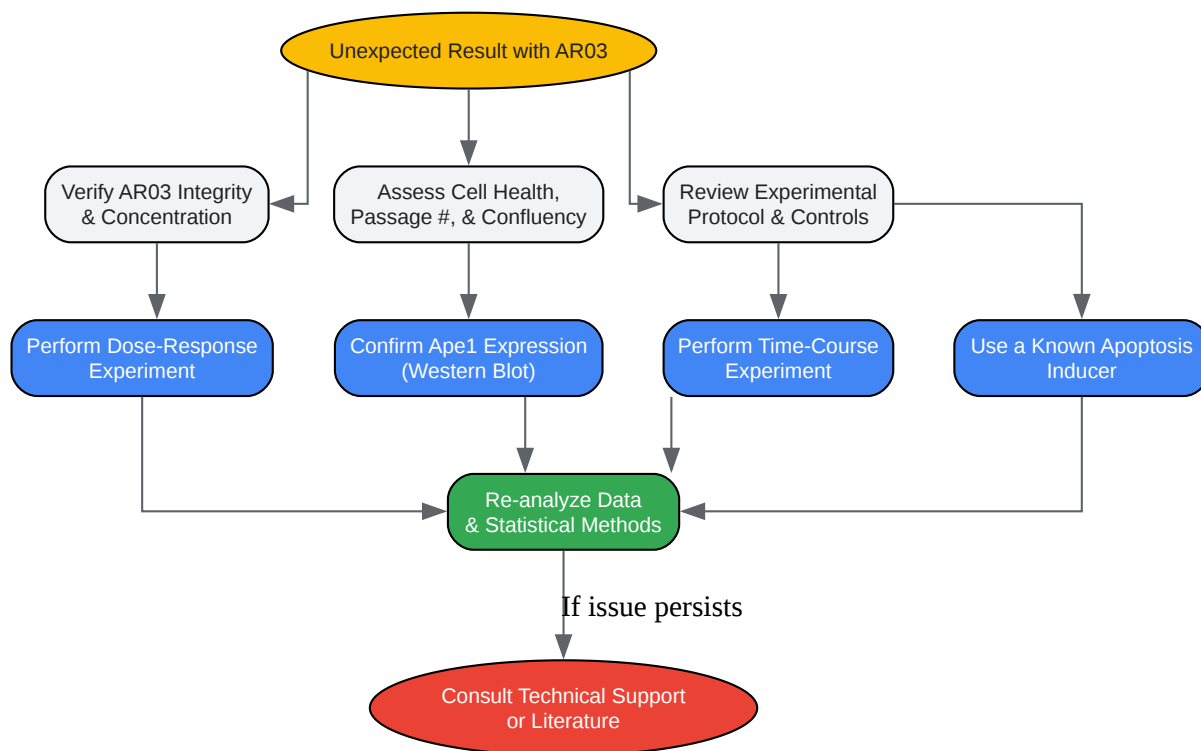 Unexpected Result with AR03
Verify AR03 Integrity
& Concentration
Assess Cell Health,
Passage #, & Confluency
Review Experimental
Protocol & Controls
Perform Dose-Response
Experiment
Confirm Ape1 Expression
(Western Blot)
Perform Time-Course
Experiment
Use a Known Apoptosis
Inducer
Re-analyze Data
& Statistical Methods
If issue persists
Consult Technical Support
or Literature